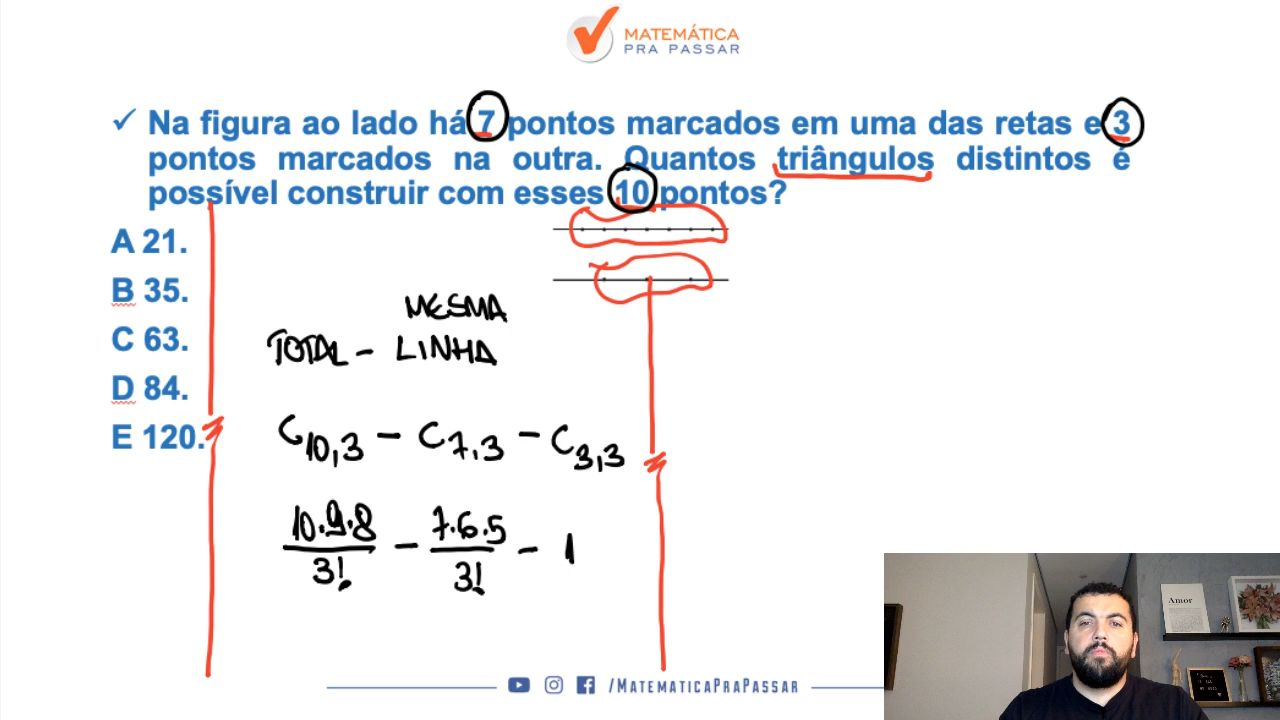 MATEMÁTICA
PRA PASSAR
✓ Na figura ao lado há 7 pontos marcados em uma das retas e 3
pontos marcados na outra. Quantos triângulos distintos é
possível construir com esses 10 pontos?
A 21.
B 35.
C 63.
D 84.
E 120.
MESMA
TOTAL - LINHA
C10,3 - C7,3 - C3,3
10.9.8/3! - 7.6.5/3! - 1
/MATEMATICAPRAPASSAR
Amor